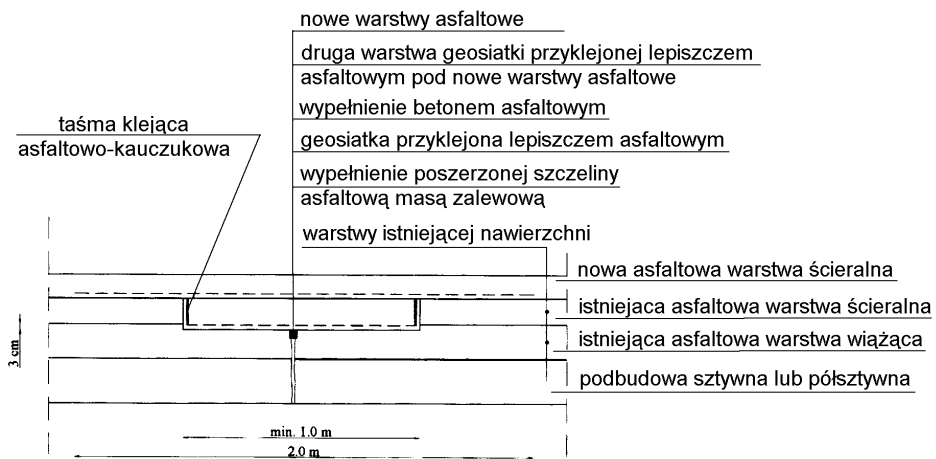 nowe warstwy asfaltowe
druga warstwa geosiatki przyklejonej lepiszczem
asfaltowym pod nowe warstwy asfaltowe
wypełnienie betonem asfaltowym
taśma klejąca
asfaltowo-kauczukowa
geosiatka przyklejona lepiszczem asfaltowym
wypełnienie poszerzonej szczeliny
asfaltową masą zalewową
warstwy istniejącej nawierzchni
nowa asfaltowa warstwa ścieralna
istniejaca asfaltowa warstwa ścieralna
istniejąca asfaltowa warstwa wiążąca
podbudowa sztywna lub półsztywna
3 cm
min. 1.0 m
2.0 m